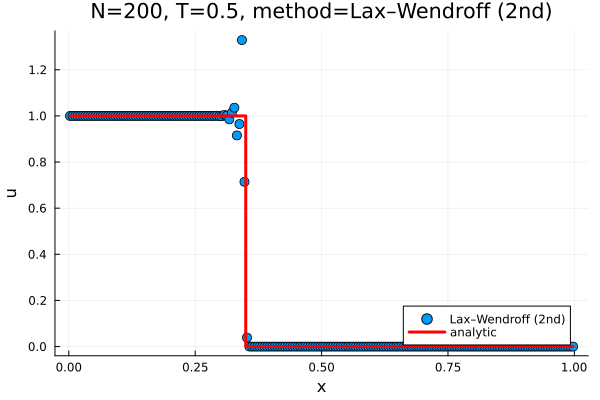 N=200, T=0.5, method=Lax–Wendroff (2nd)
1.2
1.0
0.8
0.6
0.4
0.2
0.0
u
Lax–Wendroff (2nd)
analytic
0.00
0.25
0.50
0.75
1.00
x